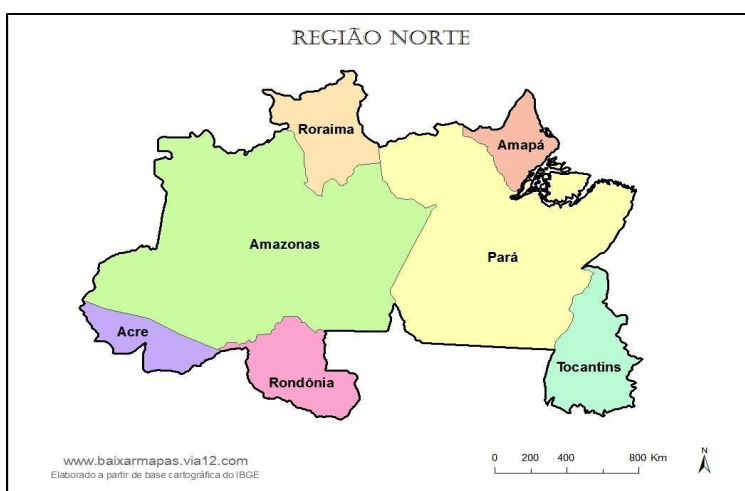 REGIÃO NORTE
Roraima
Amapá
Amazonas
Pará
Acre
Tocantins
Rondônia
www.baixarmapas.via12.com
Elaborado a partir de base cartográfica do IBGE
0 200 400 800 Km
N